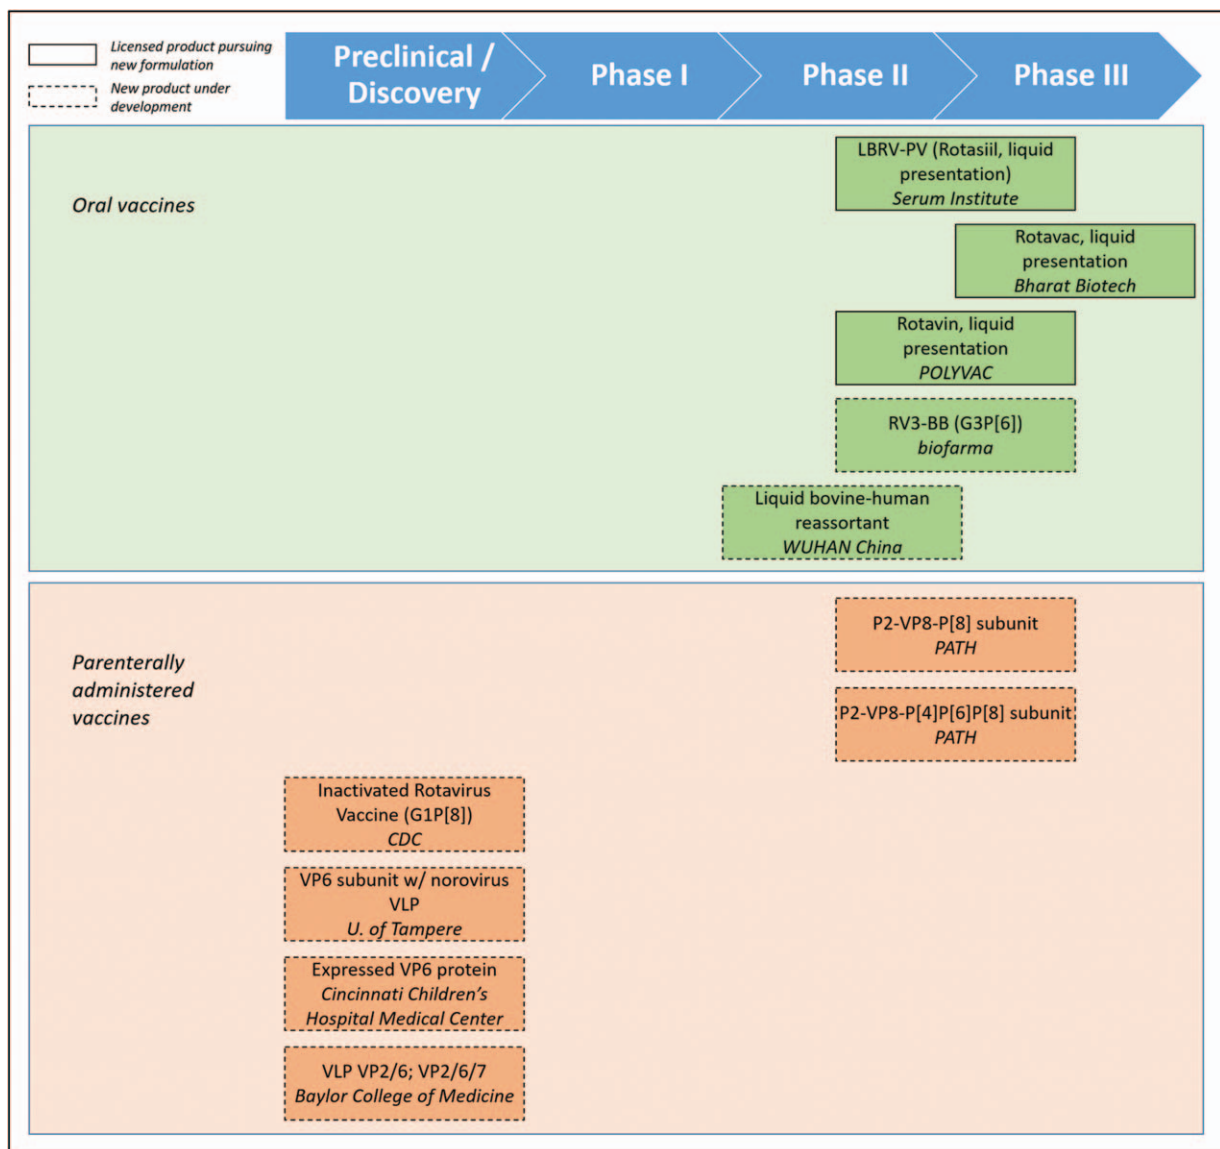 Licensed product pursuing
new formulation
New product under
development
Preclinical /
Discovery
Phase I
Phase II
Phase III
Oral vaccines
LBRV-PV (Rotasiil, liquid
presentation)
Serum Institute
Rotavac, liquid
presentation
Bharat Biotech
Rotavin, liquid
presentation
POLYVAC
RV3-BB (G3P[6])
biofarma
Liquid bovine-human
reassortant
WUHAN China
Parenterally
administered
vaccines
P2-VP8-P[8] subunit
PATH
P2-VP8-P[4]P[6]P[8] subunit
PATH
Inactivated Rotavirus
Vaccine (G1P[8])
CDC
VP6 subunit w/ norovirus
VLP
U. of Tampere
Expressed VP6 protein
Cincinnati Children's
Hospital Medical Center
VLP VP2/6; VP2/6/7
Baylor College of Medicine